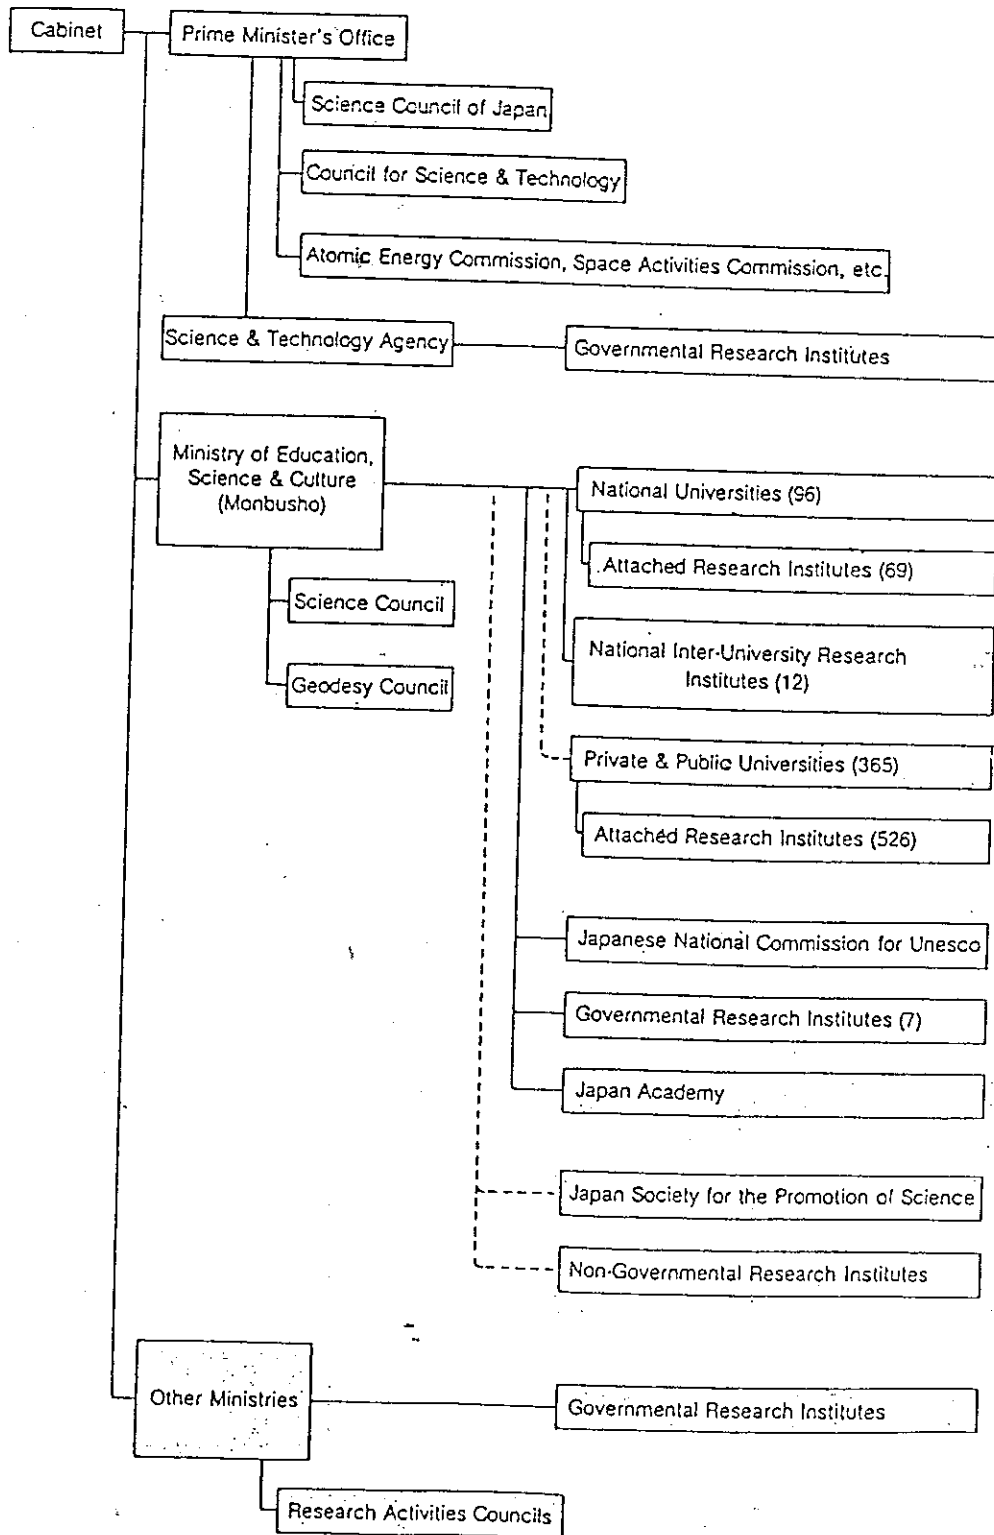 Cabinet
Prime Minister's Office
Science Council of Japan
Council for Science & Technology
Atomic Energy Commission, Space Activities Commission, etc.
Science & Technology Agency
Governmental Research Institutes
Ministry of Education,
Science & Culture
(Monbusho)
National Universities (96)
Attached Research Institutes (69)
Science Council
National Inter-University Research
Institutes (12)
Geodesy Council
Private & Public Universities (365)
Attached Research Institutes (526)
Japanese National Commission for Unesco
Governmental Research Institutes (7)
Japan Academy
Japan Society for the Promotion of Science
Non-Governmental Research Institutes
Other Ministries
Governmental Research Institutes
Research Activities Councils